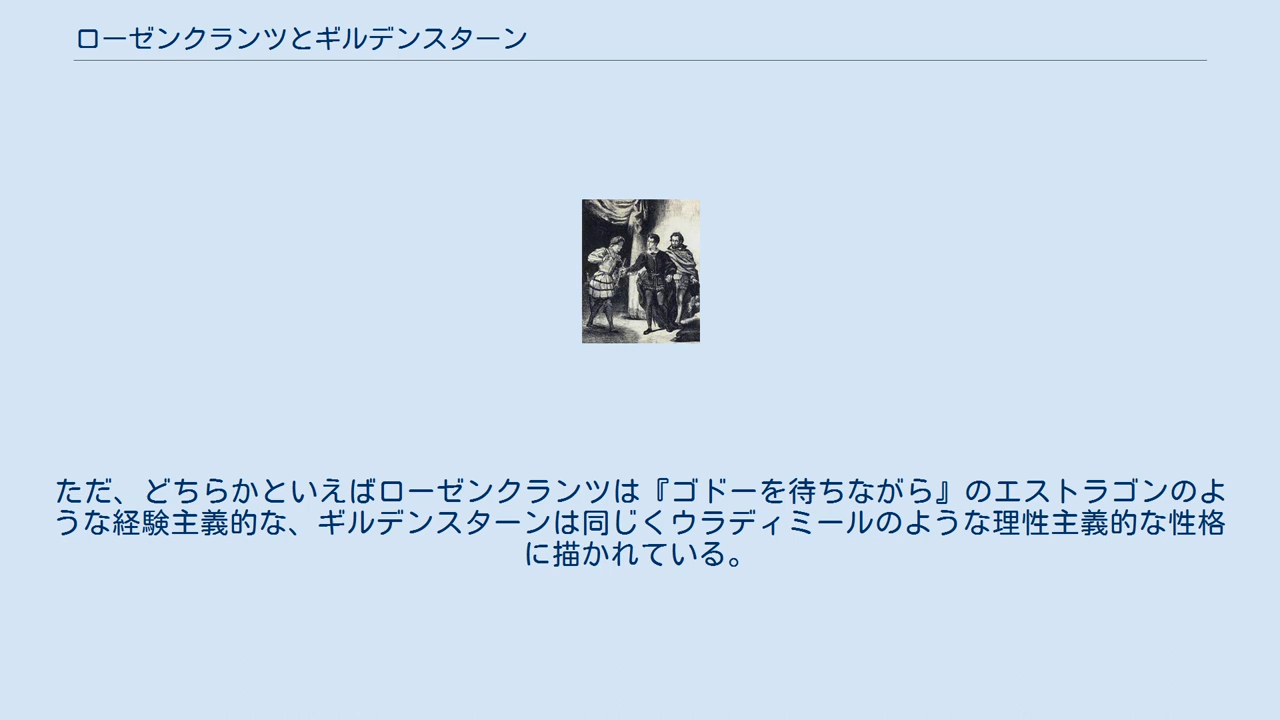 ローゼンクランツとギルデンスターン
ただ、どちらかといえばローゼンクランツは『ゴドーを待ちながら』のエストラゴンのよ
うな経験主義的な、ギルデンスターンは同じくウラディミールのような理性主義的な性格
に描かれている。